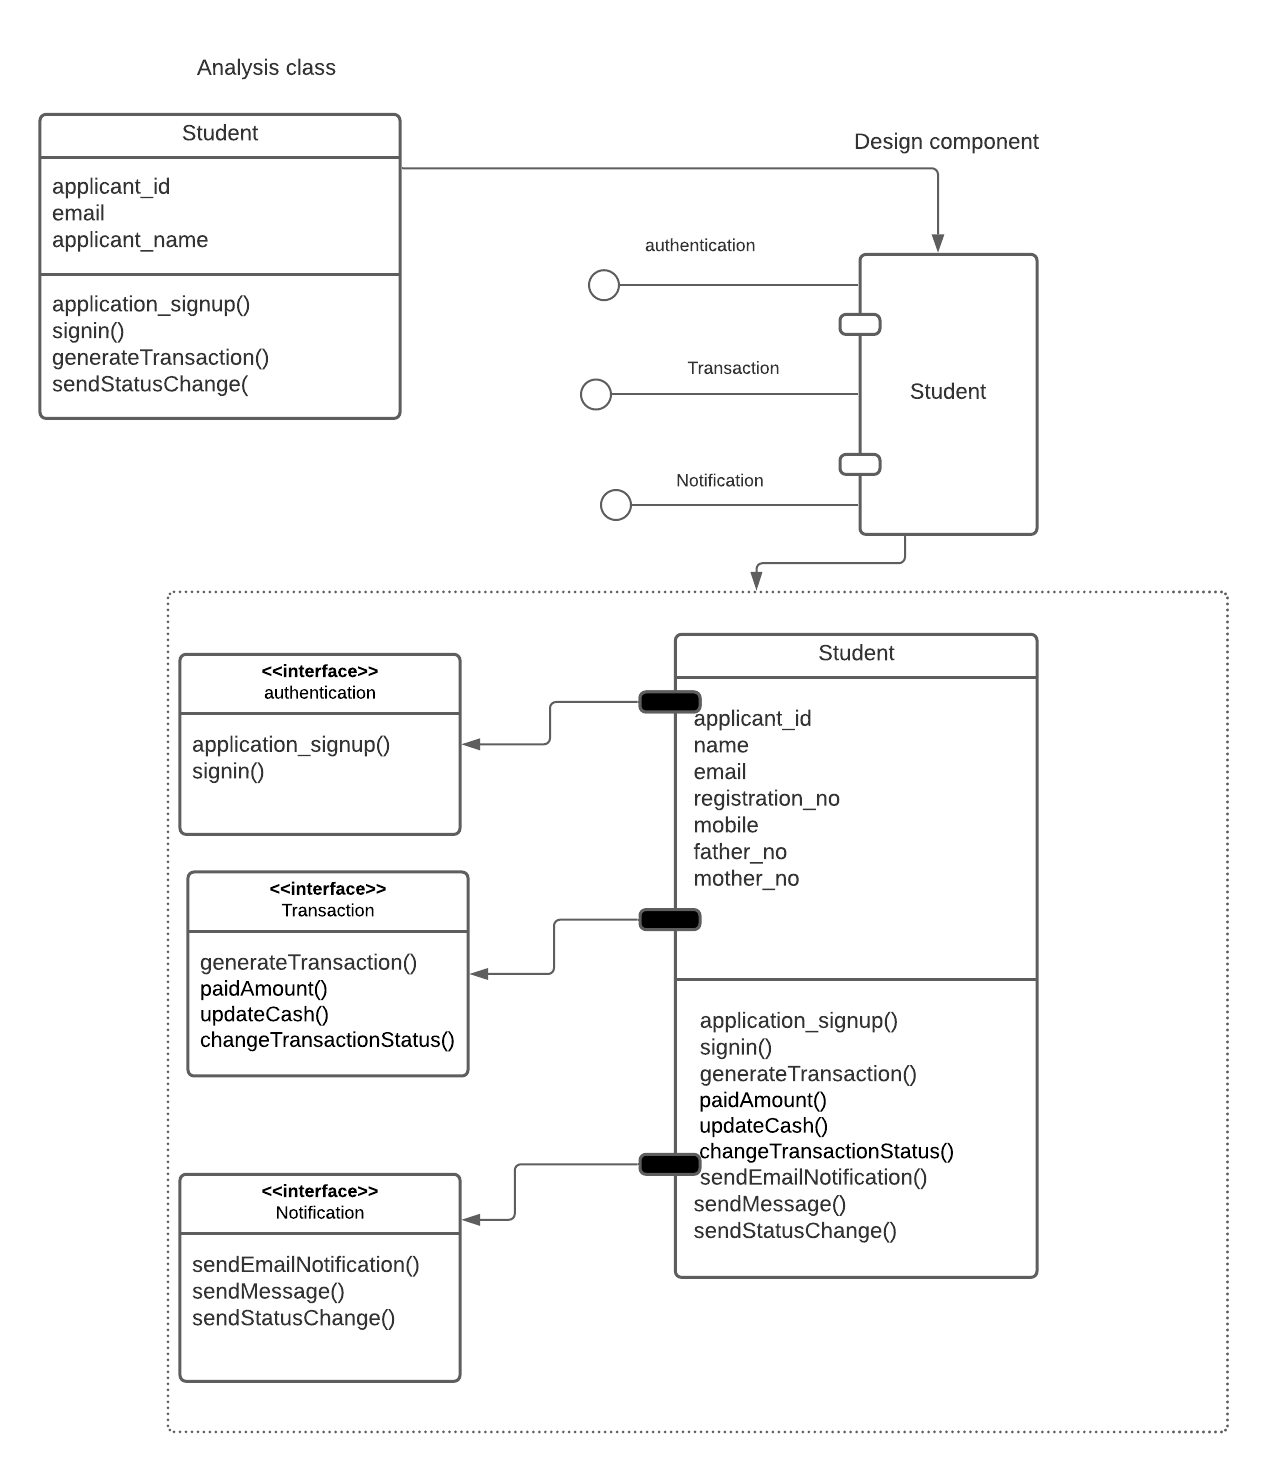 Analysis class
Student
applicant_id
email
applicant_name
application_signup()
signin()
generateTransaction()
sendStatusChange(
Design component
authentication
Transaction
Notification
Student
<<interface>>
authentication
application_signup()
signin()
<<interface>>
Transaction
generateTransaction()
paidAmount()
updateCash()
changeTransactionStatus()
<<interface>>
Notification
sendEmailNotification()
sendMessage()
sendStatusChange()
Student
applicant_id
name
email
registration_no
mobile
father_no
mother_no
application_signup()
signin()
generateTransaction()
paidAmount()
updateCash()
changeTransactionStatus()
sendEmailNotification()
sendMessage()
sendStatusChange()